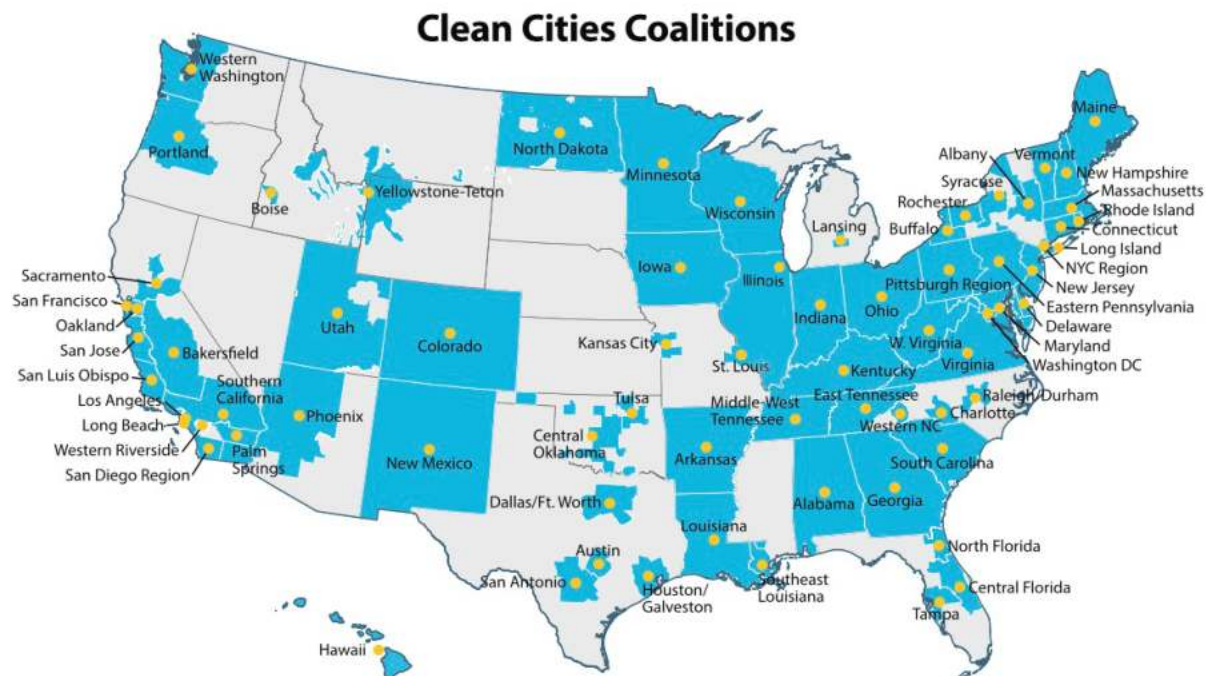 Clean Cities Coalitions
Western
Washington
Portland
Boise
Yellowstone-Teton
North Dakota
Minnesota
Wisconsin
Lansing
Iowa
Illinois
Indiana
Ohio
Maine
Albany
Vermont
New Hampshire
Syracuse
Massachusetts
Rochester
Rhode Island
Buffalo
Connecticut
Long Island
NYC Region
New Jersey
Pittsburgh Region
Eastern Pennsylvania
Delaware
Maryland
Washington DC
W. Virginia
Virginia
Sacramento
San Francisco
Oakland
San Jose
San Luis Obispo
Los Angeles
Long Beach
Western Riverside
San Diego Region
Bakersfield
Southern
California
Palm
Springs
Utah
Colorado
Phoenix
New Mexico
Kansas City
St. Louis
Tulsa
Central
Oklahoma
Kentucky
Middle-West
Tennessee
East Tennessee
Raleigh/Durham
Charlotte
Western NC
Arkansas
South Carolina
Dallas/Ft. Worth
Louisiana
Alabama
Georgia
Austin
San Antonio
Houston/
Galveston
Southeast
Louisiana
North Florida
Central Florida
Tampa
Hawaii